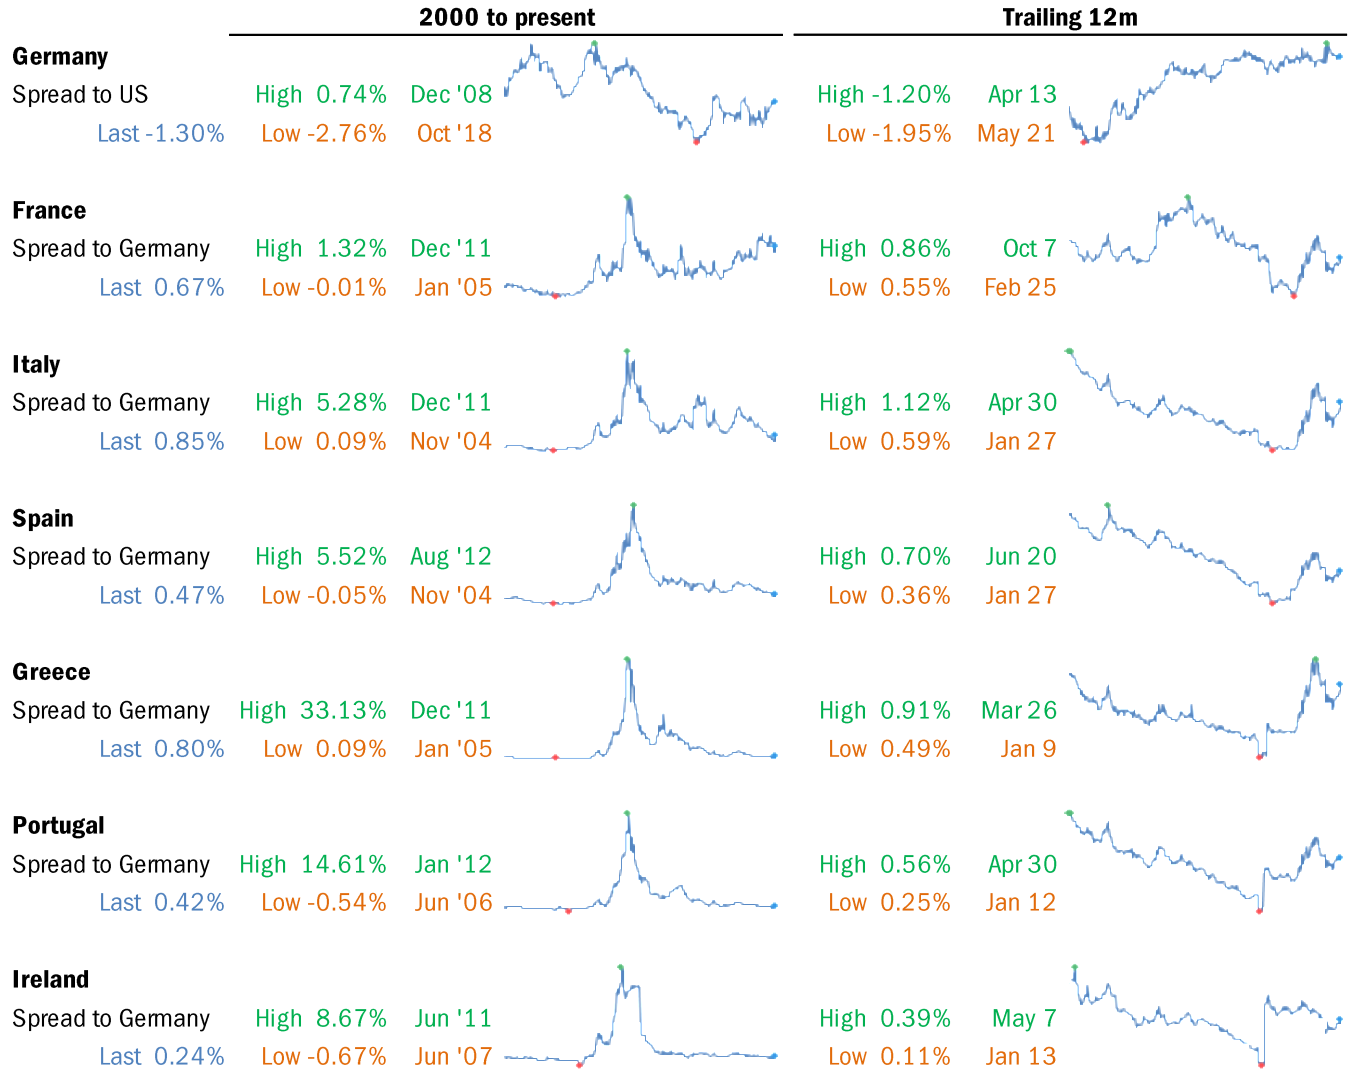 2000 to present Trailing 12m
Germany
Spread to US High 0.74% Dec '08 High -1.20% Apr 13
Last -1.30% Low -2.76% Oct '18 Low -1.95% May 21
France
Spread to Germany High 1.32% Dec '11 High 0.86% Oct 7
Last 0.67% Low -0.01% Jan '05 Low 0.55% Feb 25
Italy
Spread to Germany High 5.28% Dec '11 High 1.12% Apr 30
Last 0.85% Low 0.09% Nov '04 Low 0.59% Jan 27
Spain
Spread to Germany High 5.52% Aug '12 High 0.70% Jun 20
Last 0.47% Low -0.05% Nov '04 Low 0.36% Jan 27
Greece
Spread to Germany High 33.13% Dec '11 High 0.91% Mar 26
Last 0.80% Low 0.09% Jan '05 Low 0.49% Jan 9
Portugal
Spread to Germany High 14.61% Jan '12 High 0.56% Apr 30
Last 0.42% Low -0.54% Jun '06 Low 0.25% Jan 12
Ireland
Spread to Germany High 8.67% Jun '11 High 0.39% May 7
Last 0.24% Low -0.67% Jun '07 Low 0.11% Jan 13